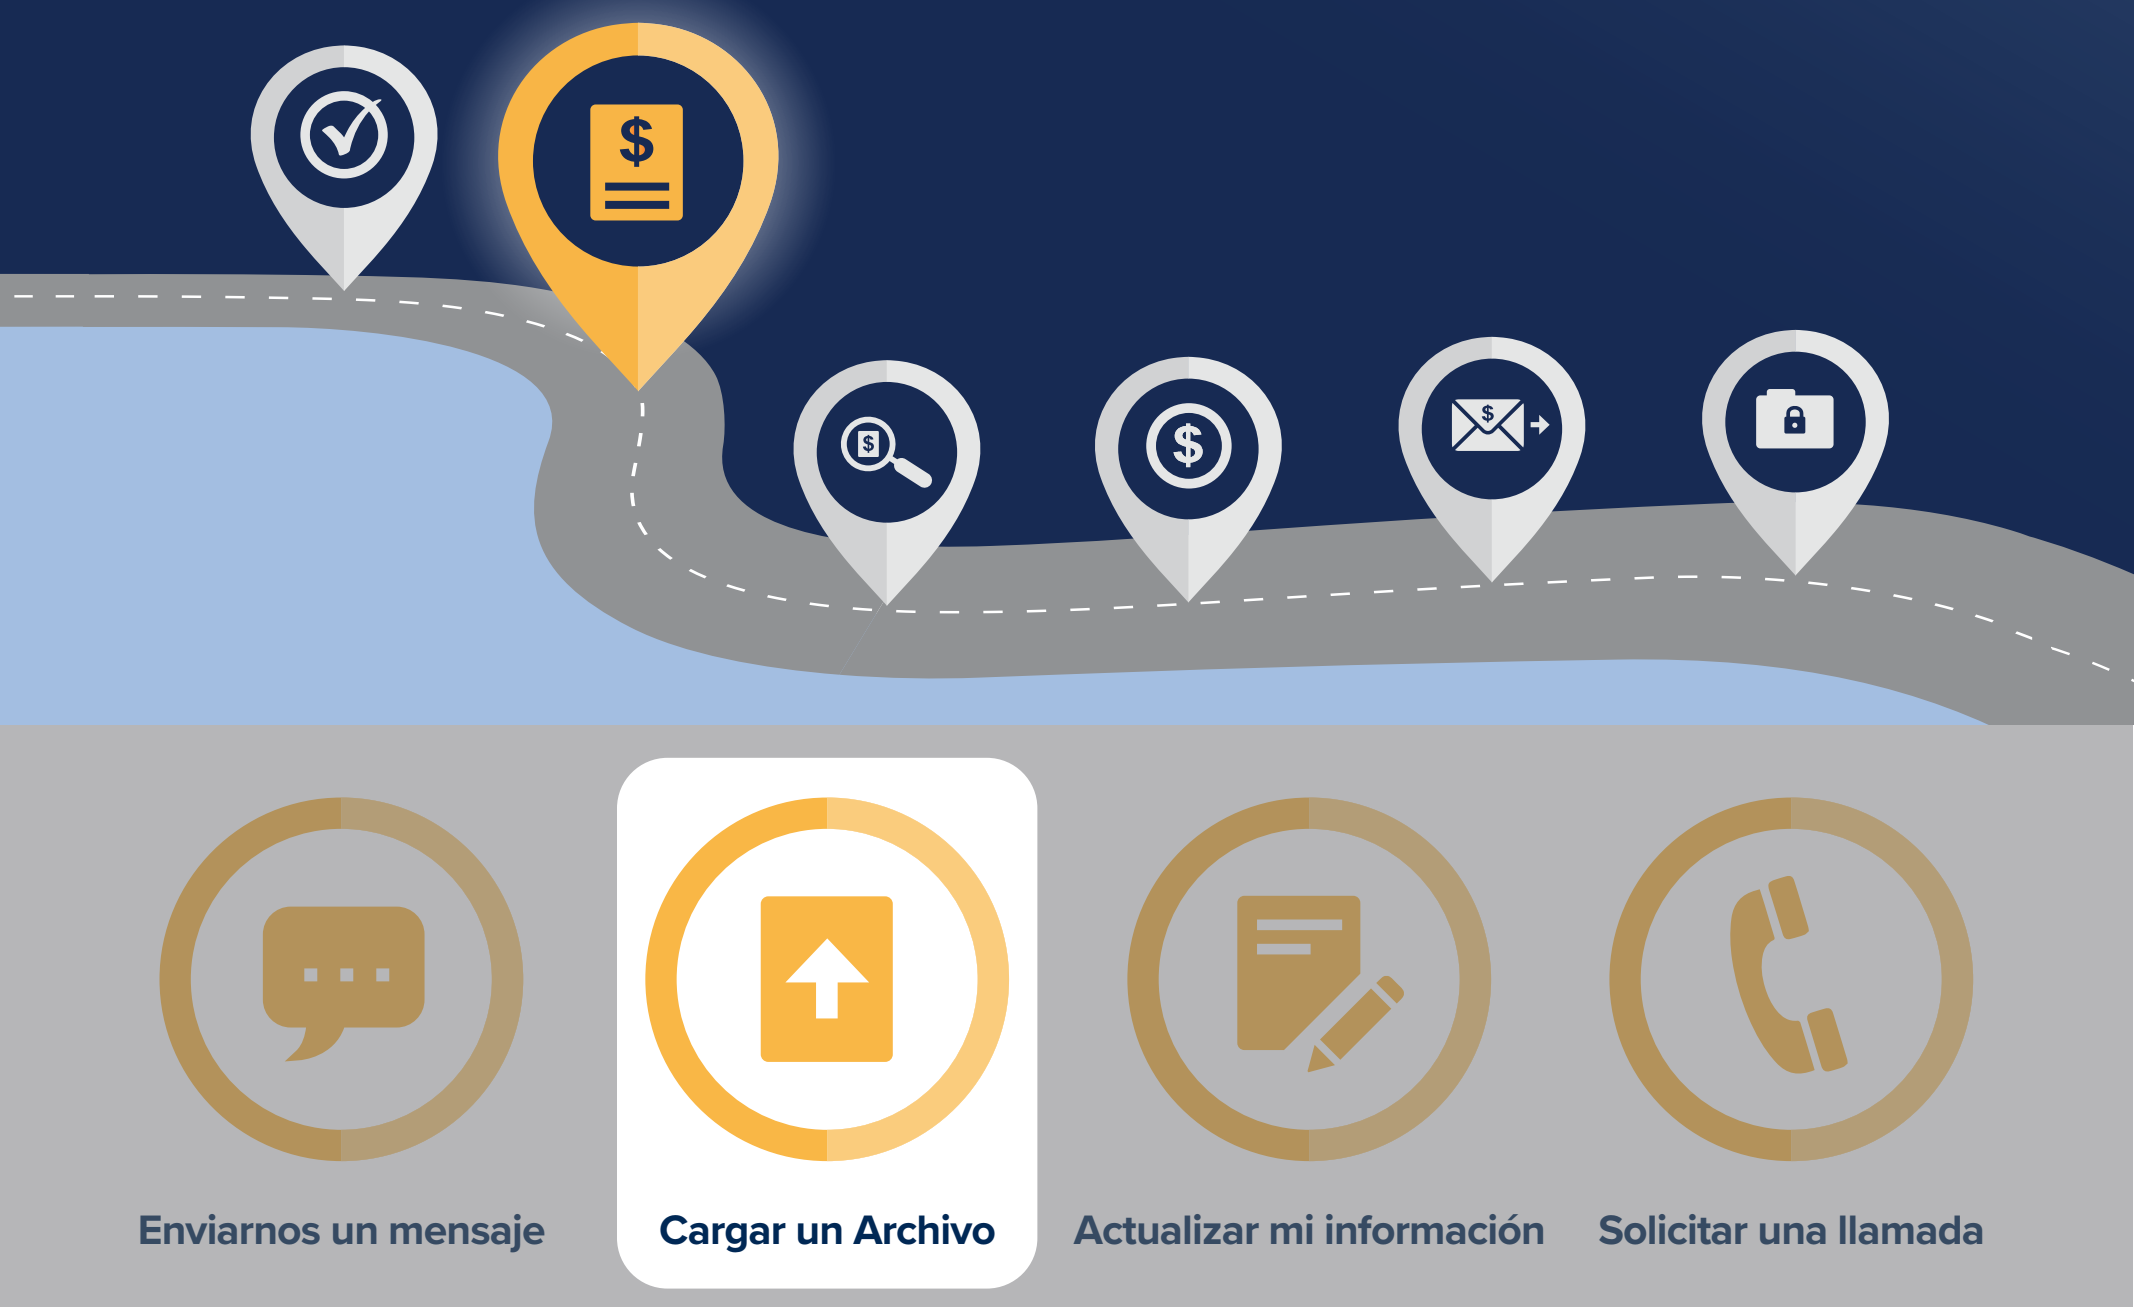 $
$
$
$
Enviarnos un mensaje
Cargar un Archivo
Actualizar mi información
Solicitar una llamada